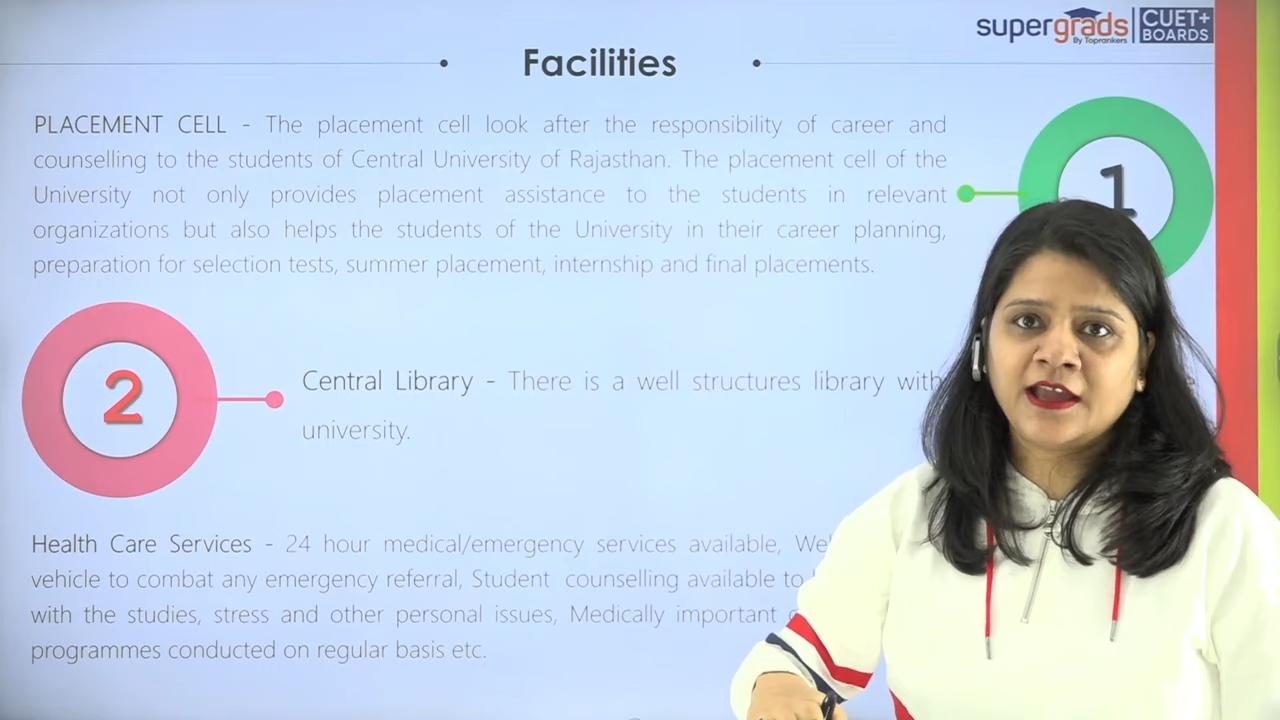 supergrads
By Toprankers
CUET+
BOARDS
Facilities
PLACEMENT CELL - The placement cell look after the responsibility of career and
counselling to the students of Central University of Rajasthan. The placement cell of the
University not only provides placement assistance to the students in relevant
organizations but also helps the students of the University in their career planning,
preparation for selection tests, summer placement, internship and final placements.
1
2
Central Library - There is a well structures library with
university.
Health Care Services - 24 hour medical/emergency services available,
vehicle to combat any emergency referral, Student counselling available to
with the studies, stress and other personal issues, Medically important
programmes conducted on regular basis etc.